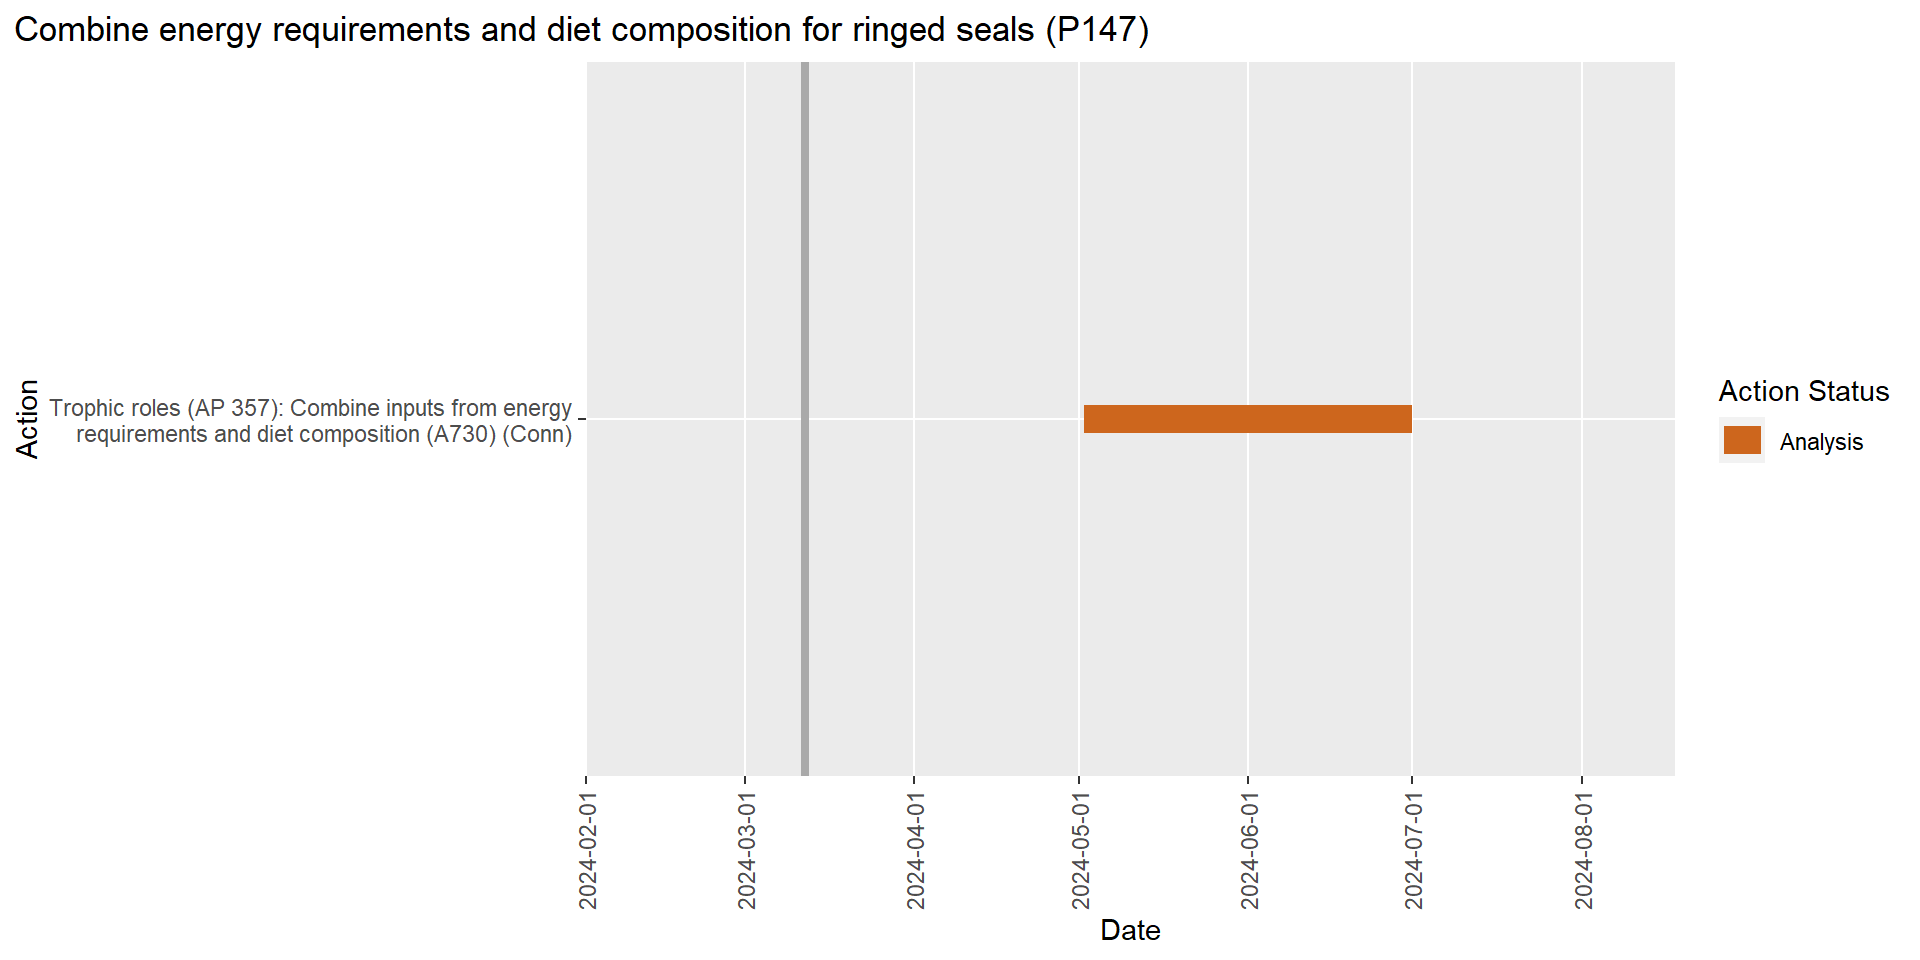 Combine energy requirements and diet composition for ringed seals (P147)
Action
Trophic roles (AP 357): Combine inputs from energy
requirements and diet composition (A730) (Conn)
Action Status
Analysis
2024-02-01
2024-03-01
2024-04-01
2024-05-01
2024-06-01
2024-07-01
2024-08-01
Date